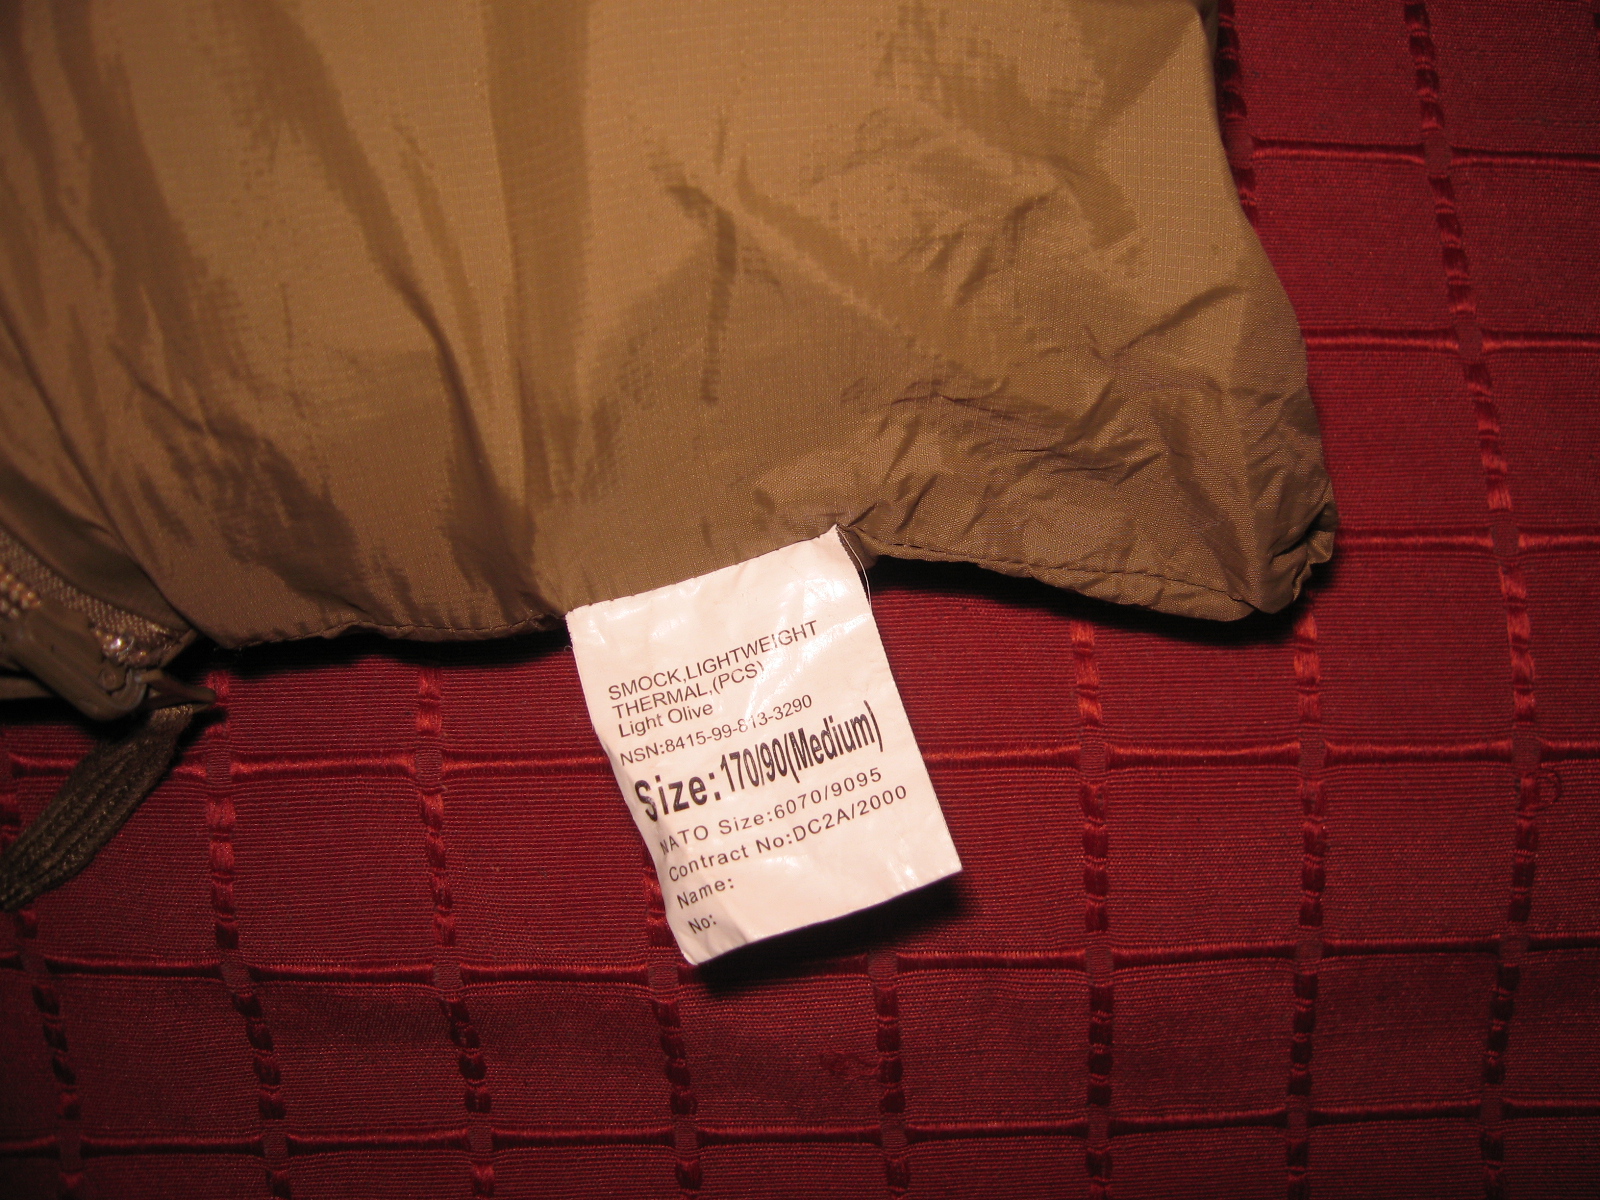 SMOCK,LIGHTWEIGHT
THERMAL,(PCS)
Light Olive
NSN:8415-99-813-3290
Size:170/90(Medium)
NATO Size:6070/9095
Contract No:DC2A/2000
Name:
No: